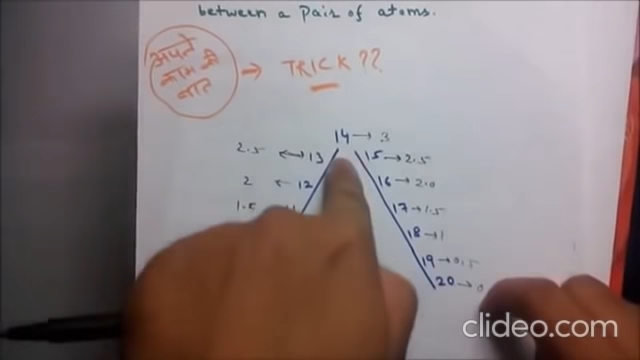 between a pair of atoms.
अपने
काम की
बात
→ TRICK ??
14 → 3
2.5 ↔ 13
15 → 2.5
2 ← 12
16 → 2.0
1.5
17 → 1.5
18 → 1
19 → 0.5
20 → 0
clideo.com